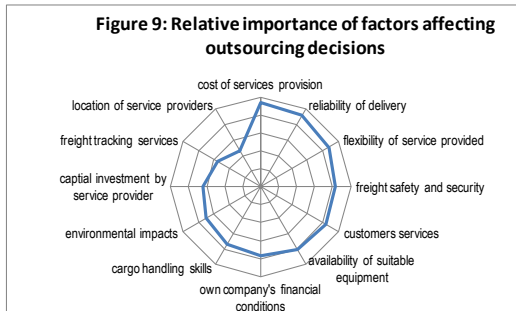 Figure 9: Relative importance of factors affecting
outsourcing decisions
cost of services provision
location of service providers
reliability of delivery
freight tracking services
flexibility of service provided
captial investment by
service provider
freight safety and security
environmental impacts
customers services
cargo handling skills
availability of suitable
equipment
own company's financial
conditions